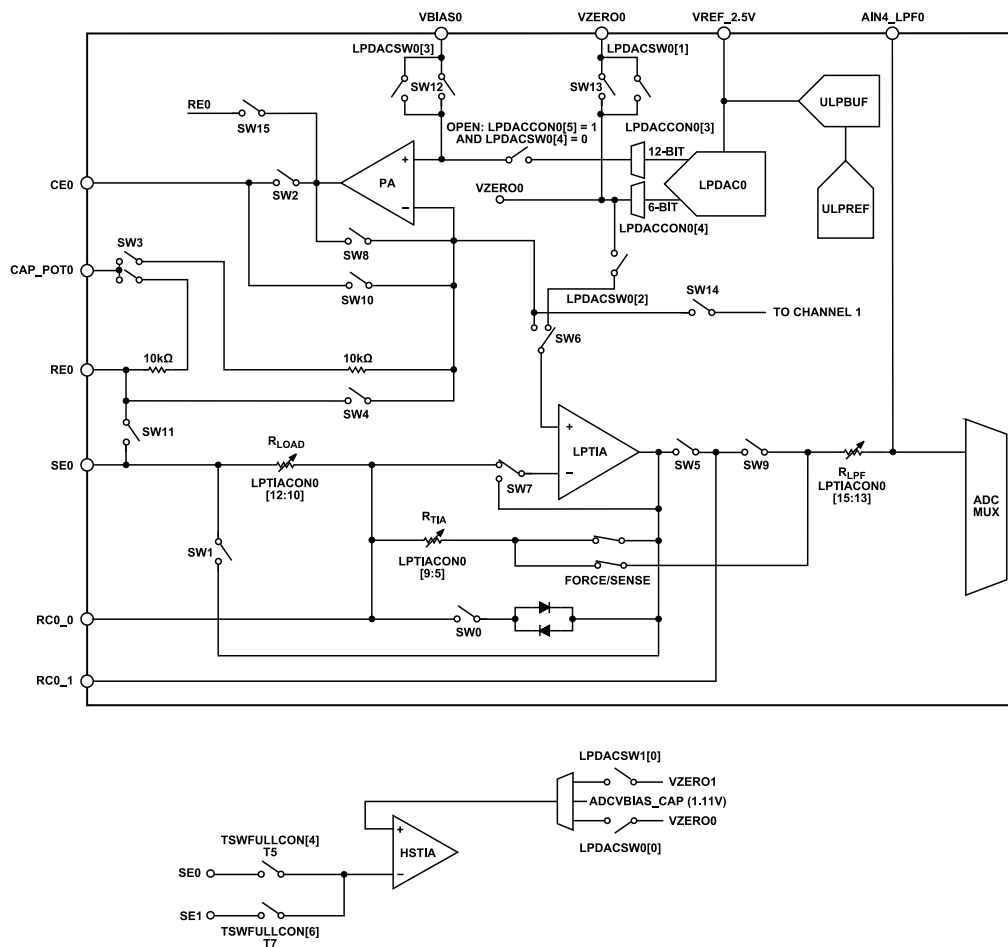 VBIAS0
VZERO0
VREF_2.5V
AIN4_LPF0
LPDACSW0[3]
LPDACSW0[1]
SW12
SW13
RE0
SW15
OPEN: LPDACCON0[5] = 1
AND LPDACSW0[4] = 0
LPDACCON0[3]
ULPBUF
12-BIT
LPDAC0
ULPREF
CE0
SW2
PA
+
–
VZERO0
6-BIT
LPDACCON0[4]
SW3
SW8
CAP_POT0
SW10
LPDACSW0[2]
SW14
TO CHANNEL 1
SW6
10kΩ
10kΩ
RE0
SW4
SW11
+
LPTIA
–
SE0
RLOAD
LPTIACON0
[12:10]
SW7
SW5
SW9
RLPF
LPTIACON0
[15:13]
ADC
MUX
SW1
RTIA
LPTIACON0
[9:5]
FORCE/SENSE
RC0_0
SW0
RC0_1
LPDACSW1[0]
VZERO1
ADCVBIAS_CAP (1.11V)
VZERO0
LPDACSW0[0]
+
HSTIA
–
TSWFULLCON[4]
T5
SE0
SE1
TSWFULLCON[6]
T7